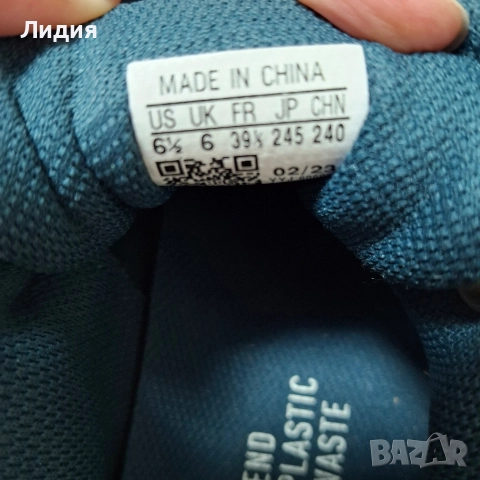 Лидия
MADE IN CHINA
US UK FR JP CHN
6½ 6 39⅓ 245 240
02/23
END
PLASTIC
WASTE
BAZAR